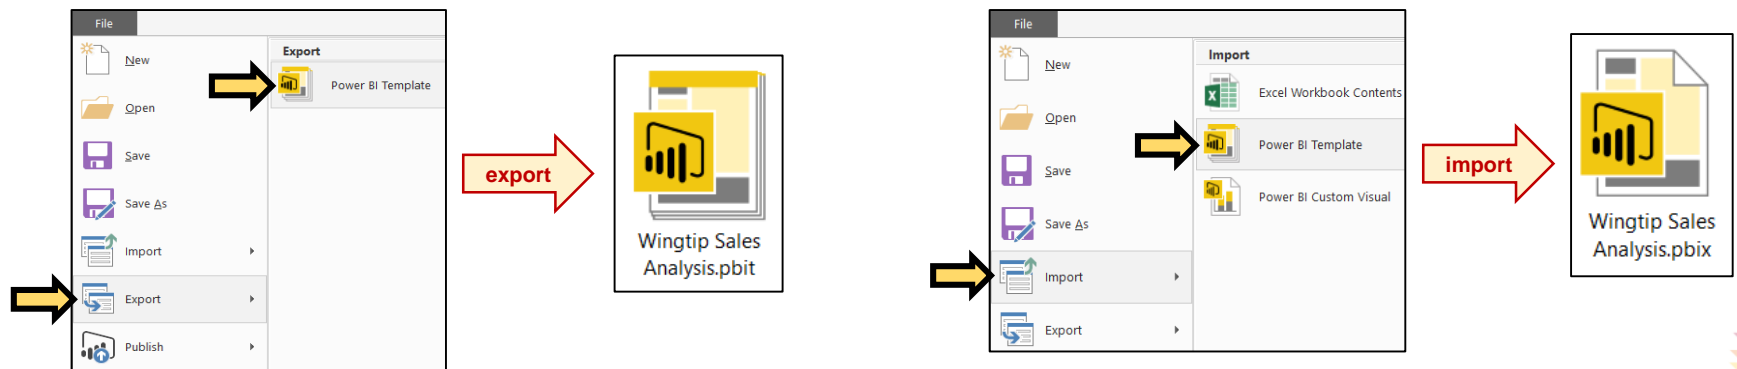 File
New
Open
Save
Save As
Import
Export
Publish
Export
Power BI Template
export
Wingtip Sales
Analysis.pbit
File
New
Open
Save
Save As
Import
Export
Import
Excel Workbook Contents
Power BI Template
Power BI Custom Visual
import
Wingtip Sales
Analysis.pbix